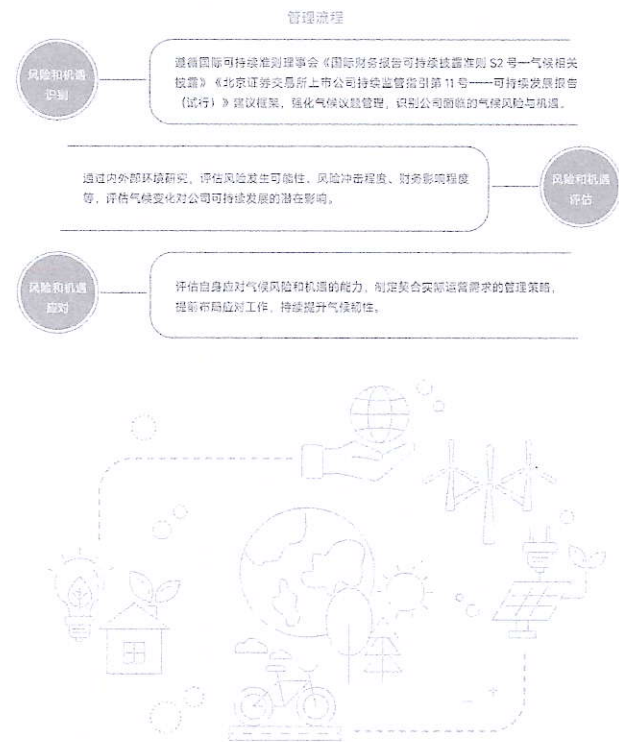 管理流程
风险和机遇
识别
遵循国际可持续准则理事会《国际财务报告可持续披露准则 S2 号—气候相关
披露》《北京证券交易所上市公司持续监管指引第 11 号——可持续发展报告
（试行）》建议框架，强化气候议题管理，识别公司面临的气候风险与机遇。
通过内外部环境研究，评估风险发生可能性、风险冲击程度、财务影响程度
等，评估气候变化对公司可持续发展的潜在影响。
风险和机遇
评估
风险和机遇
应对
评估自身应对气候风险和机遇的能力，制定契合实际运营需求的管理策略，
提前布局应对工作，持续提升气候韧性。